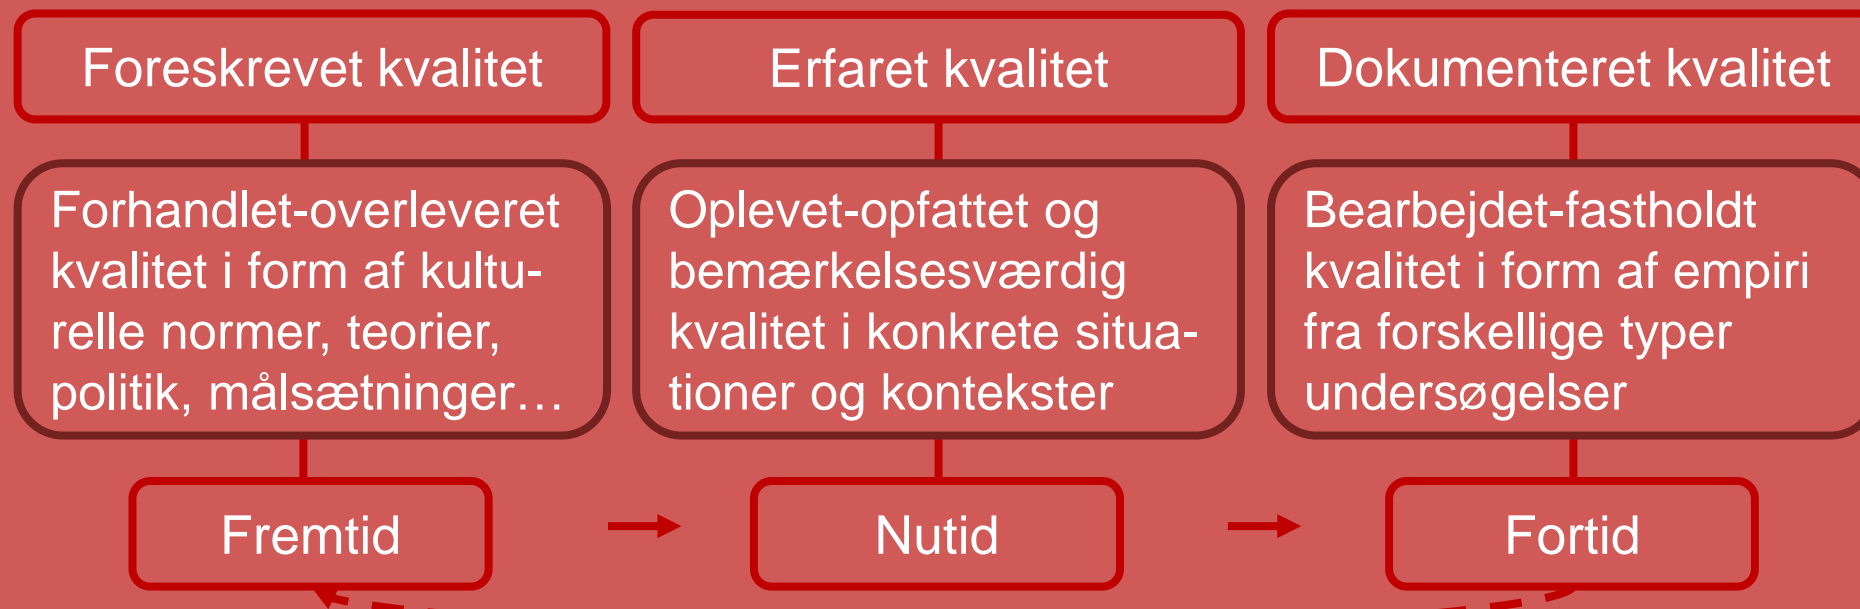 Foreskrevet kvalitet
Forhandlet-overleveret
kvalitet i form af kultu-
relle normer, teorier,
politik, målsætninger…
Fremtid
Erfaret kvalitet
Oplevet-opfattet og
bemærkelsesværdig
kvalitet i konkrete situa-
tioner og kontekster
Nutid
Dokumenteret kvalitet
Bearbejdet-fastholdt
kvalitet i form af empiri
fra forskellige typer
undersøgelser
Fortid